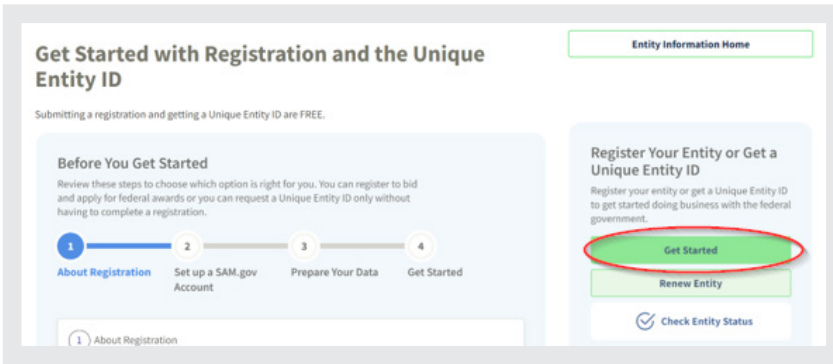 Get Started with Registration and the Unique
Entity ID
Submitting a registration and getting a Unique Entity ID are FREE.
Before You Get Started
Review these steps to choose which option is right for you. You can register to bid
and apply for federal awards or you can request a Unique Entity ID only without
having to complete a registration.
1
2
3
4
About Registration
Set up a SAM.gov
Account
Prepare Your Data
Get Started
1 About Registration
Entity Information Home
Register Your Entity or Get a
Unique Entity ID
Register your entity or get a Unique Entity ID
to get started doing business with the federal
government.
Get Started
Renew Entity
Check Entity Status